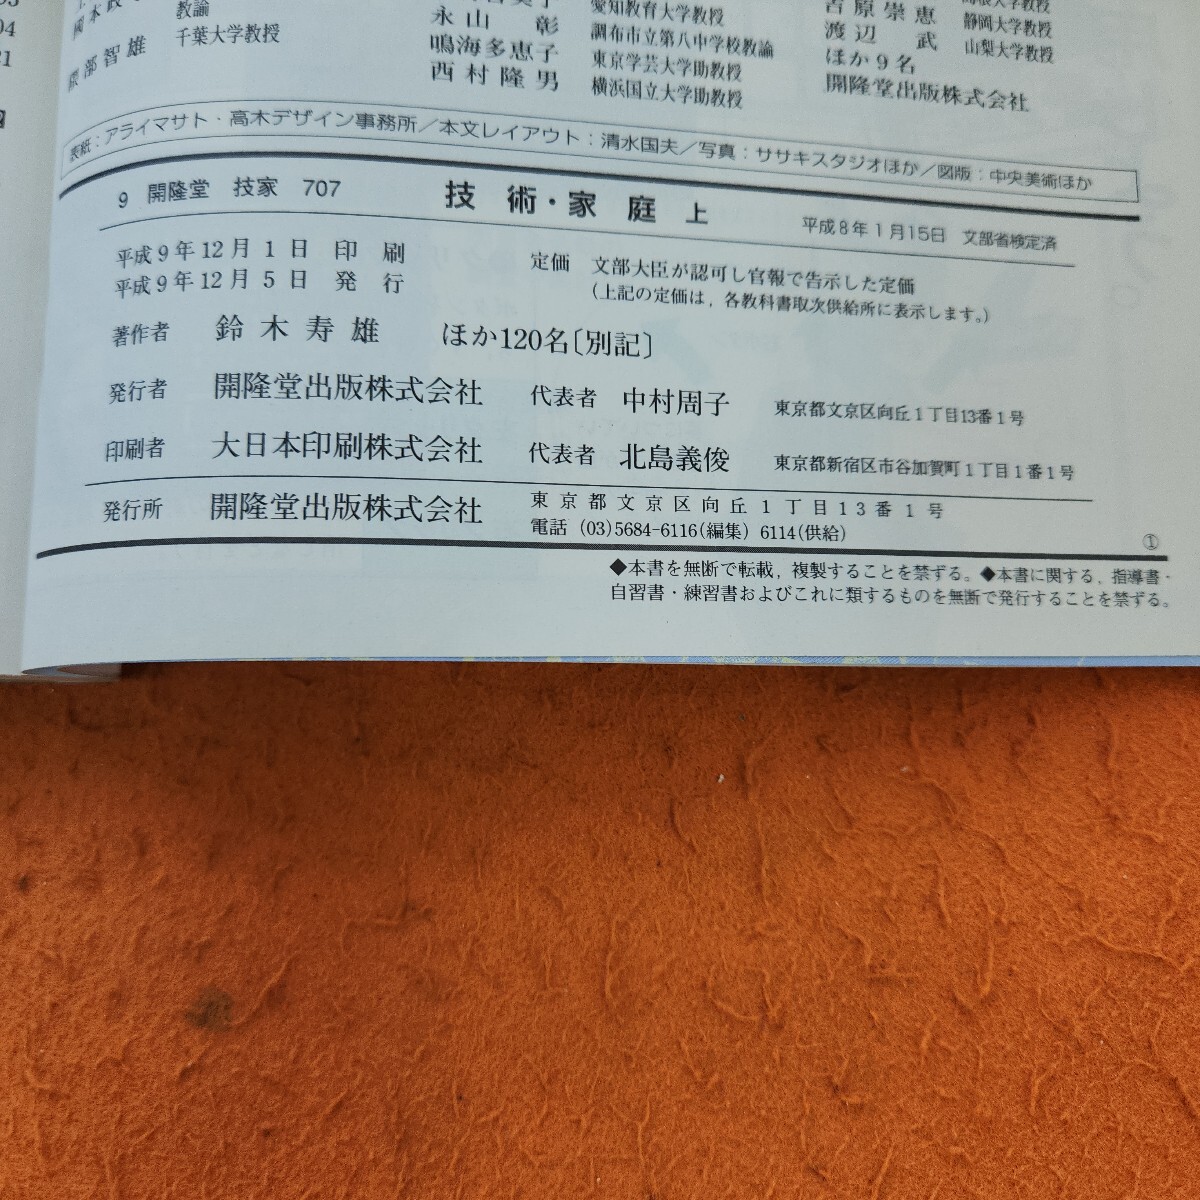 教諭
隈部智雄 千葉大学教授
永山 彰
鳴海多恵子
西村隆男
愛知教育大学教授
調布市立第八中学校教諭
東京学芸大学助教授
横浜国立大学助教授
吉原崇恵 静岡大学教授
渡辺 武 山梨大学教授
ほか9名
開隆堂出版株式会社
表紙:アライマサト・高木デザイン事務所/本文レイアウト:清水国夫/写真:ササキスタジオほか/図版:中央美術ほか
9 開隆堂 技家 707 技術・家庭 上 平成8年1月15日 文部省検定済
平成9年12月1日 印刷
平成9年12月5日 発行
定価 文部大臣が認可し官報で告示した定価
(上記の定価は,各教科書取次供給所に表示します。)
著作者 鈴木寿雄 ほか120名〔別記〕
発行者 開隆堂出版株式会社 代表者 中村周子 東京都文京区向丘1丁目13番1号
印刷者 大日本印刷株式会社 代表者 北島義俊 東京都新宿区市谷加賀町1丁目1番1号
発行所 開隆堂出版株式会社 東京都文京区向丘1丁目13番1号
電話 (03)5684-6116(編集) 6114(供給)
①
◆本書を無断で転載,複製することを禁ずる。◆本書に関する,指導書・
自習書・練習書およびこれに類するものを無断で発行することを禁ずる。